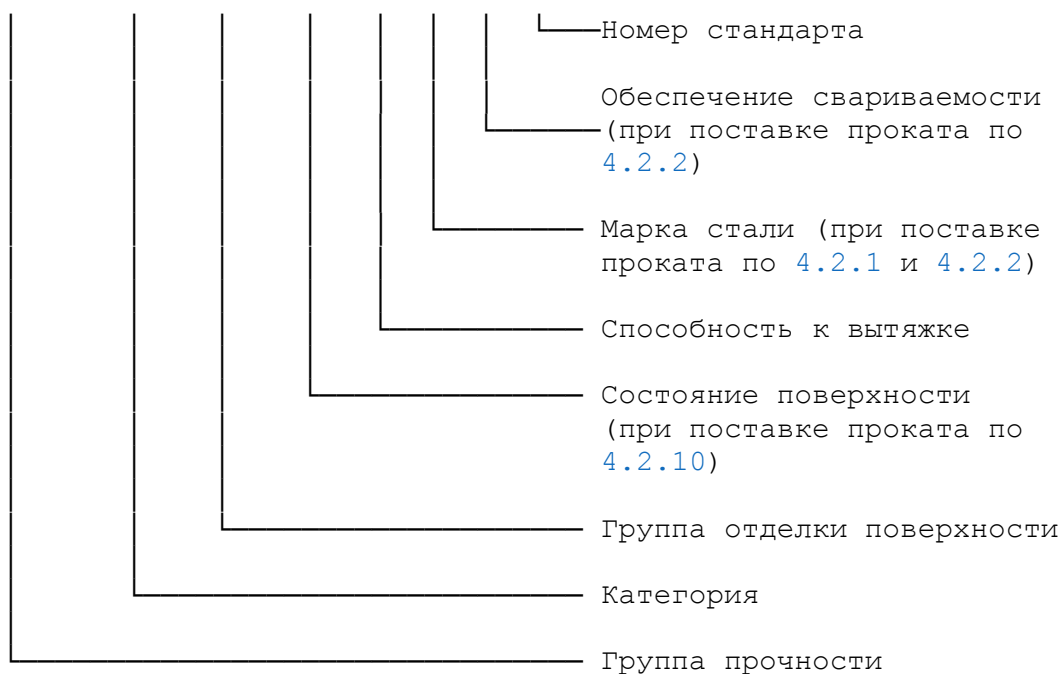 Номер стандарта
Обеспечение свариваемости
(при поставке проката по
4.2.2)
Марка стали (при поставке
проката по 4.2.1 и 4.2.2)
Способность к вытяжке
Состояние поверхности
(при поставке проката по
4.2.10)
Группа отделки поверхности
Категория
Группа прочности